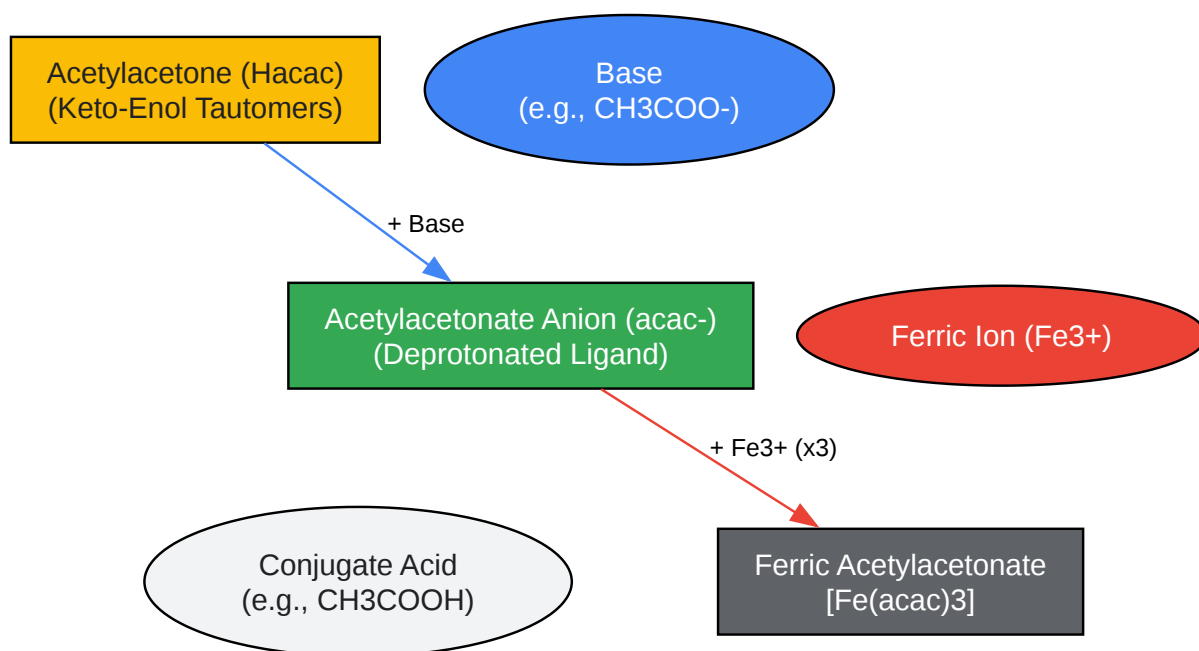 Acetylacetone (Hacac)
(Keto-Enol Tautomers)
Base
(e.g., CH3COO-)
+ Base
Acetylacetonate Anion (acac-)
(Deprotonated Ligand)
Ferric Ion (Fe3+)
+ Fe3+ (x3)
Conjugate Acid
(e.g., CH3COOH)
Ferric Acetylacetonate
[Fe(acac)3]